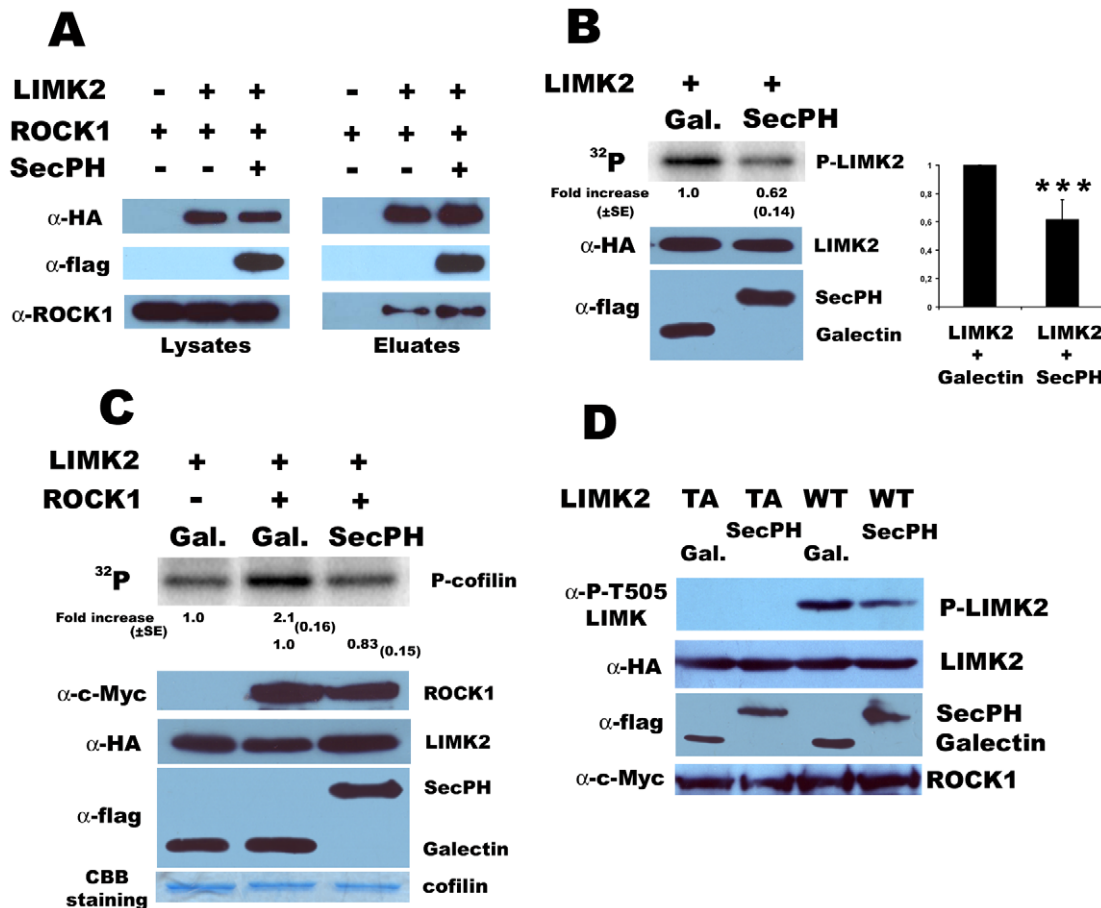 A
LIMK2 - + + - + +
ROCK1 + + + + + +
SecPH - - + - - +
α-HA
α-flag
α-ROCK1
Lysates Eluates
B
LIMK2 + +
Gal. SecPH
32P P-LIMK2
Fold increase 1.0 0.62
(±SE) (0.14)
α-HA LIMK2
α-flag SecPH
Galectin
***
1
0,8
0,6
0,4
0,2
0
LIMK2 LIMK2
+ +
Galectin SecPH
C
LIMK2 + + +
ROCK1 - + +
Gal. Gal. SecPH
32P P-cofilin
Fold increase 1.0 2.1 (0.16)
(±SE) 1.0 0.83 (0.15)
α-c-Myc ROCK1
α-HA LIMK2
α-flag SecPH
Galectin
CBB cofilin
staining
D
LIMK2 TA TA WT WT
SecPH SecPH
Gal. Gal.
α-P-T505 P-LIMK2
LIMK
α-HA LIMK2
α-flag SecPH
Galectin
α-c-Myc ROCK1